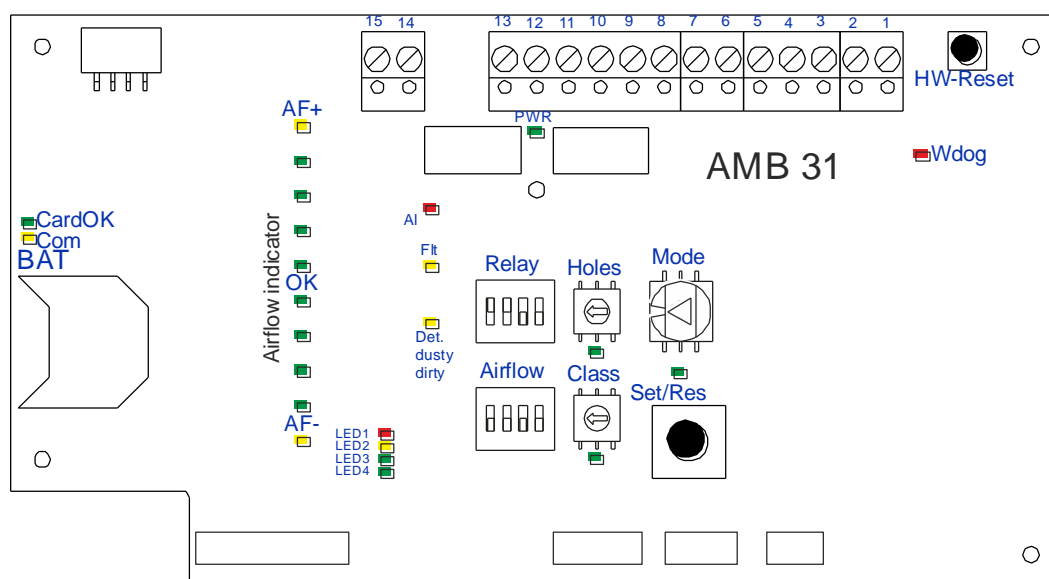 15 14 13 12 11 10 9 8 7 6 5 4 3 2 1
HW-Reset
AF+
PWR
AMB 31
Wdog
CardOK
Com
BAT
Airflow indicator
OK
AF-
Al
Flt
Det.
dusty
dirty
Relay
Holes
Mode
Airflow
Class
Set/Res
LED1
LED2
LED3
LED4